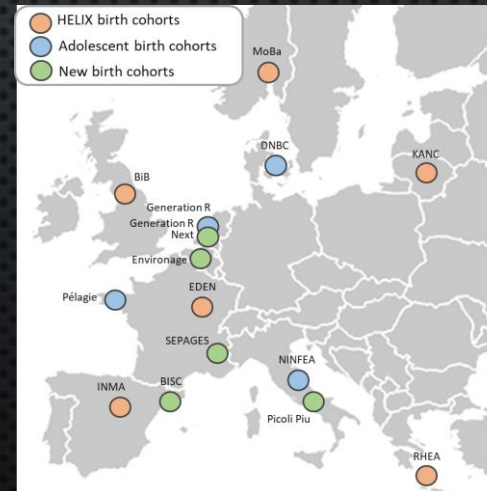 HELIX birth cohorts
Adolescent birth cohorts
New birth cohorts
MoBa
DNBC
KANC
BiB
Generation R
Generation R
Next
Environage
Pélagie
EDEN
SEPAGES
NINFEA
INMA
BISC
Picoli Piu
RHEA